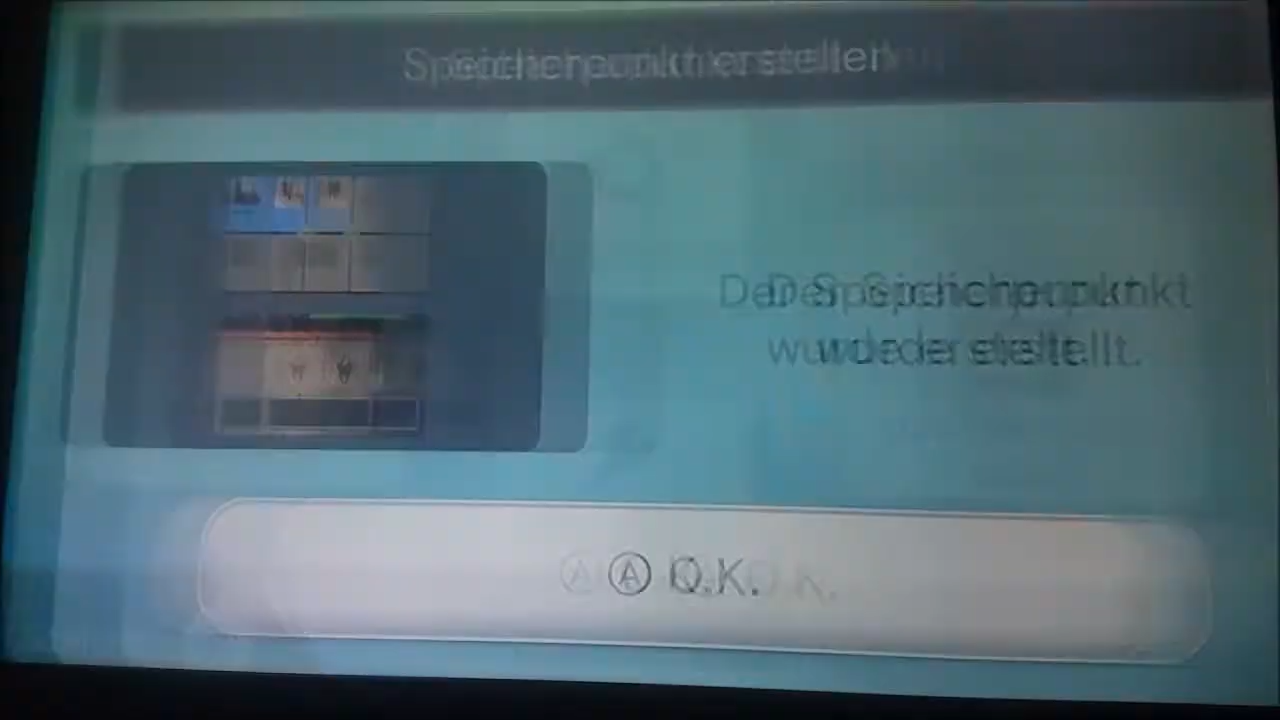 Speicherpunkt erstellen
Der Speicherpunkt
wurde erstellt.
Ⓐ O.K.